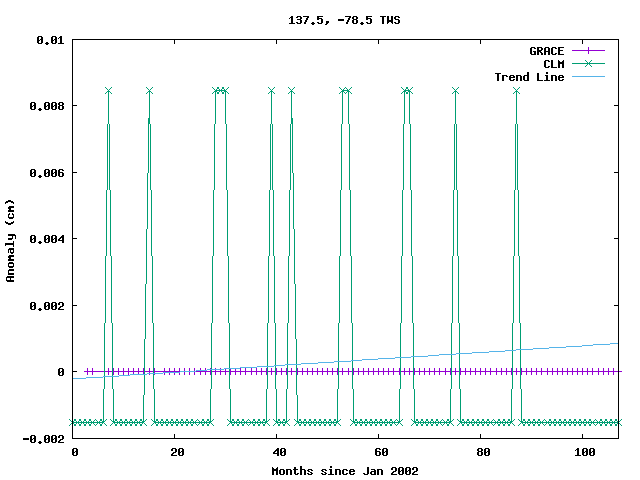 137.5, -78.5 TWS
GRACE
CLM
Trend Line
0.01
0.008
0.006
0.004
0.002
0
-0.002
Anomaly (cm)
0 20 40 60 80 100
Months since Jan 2002